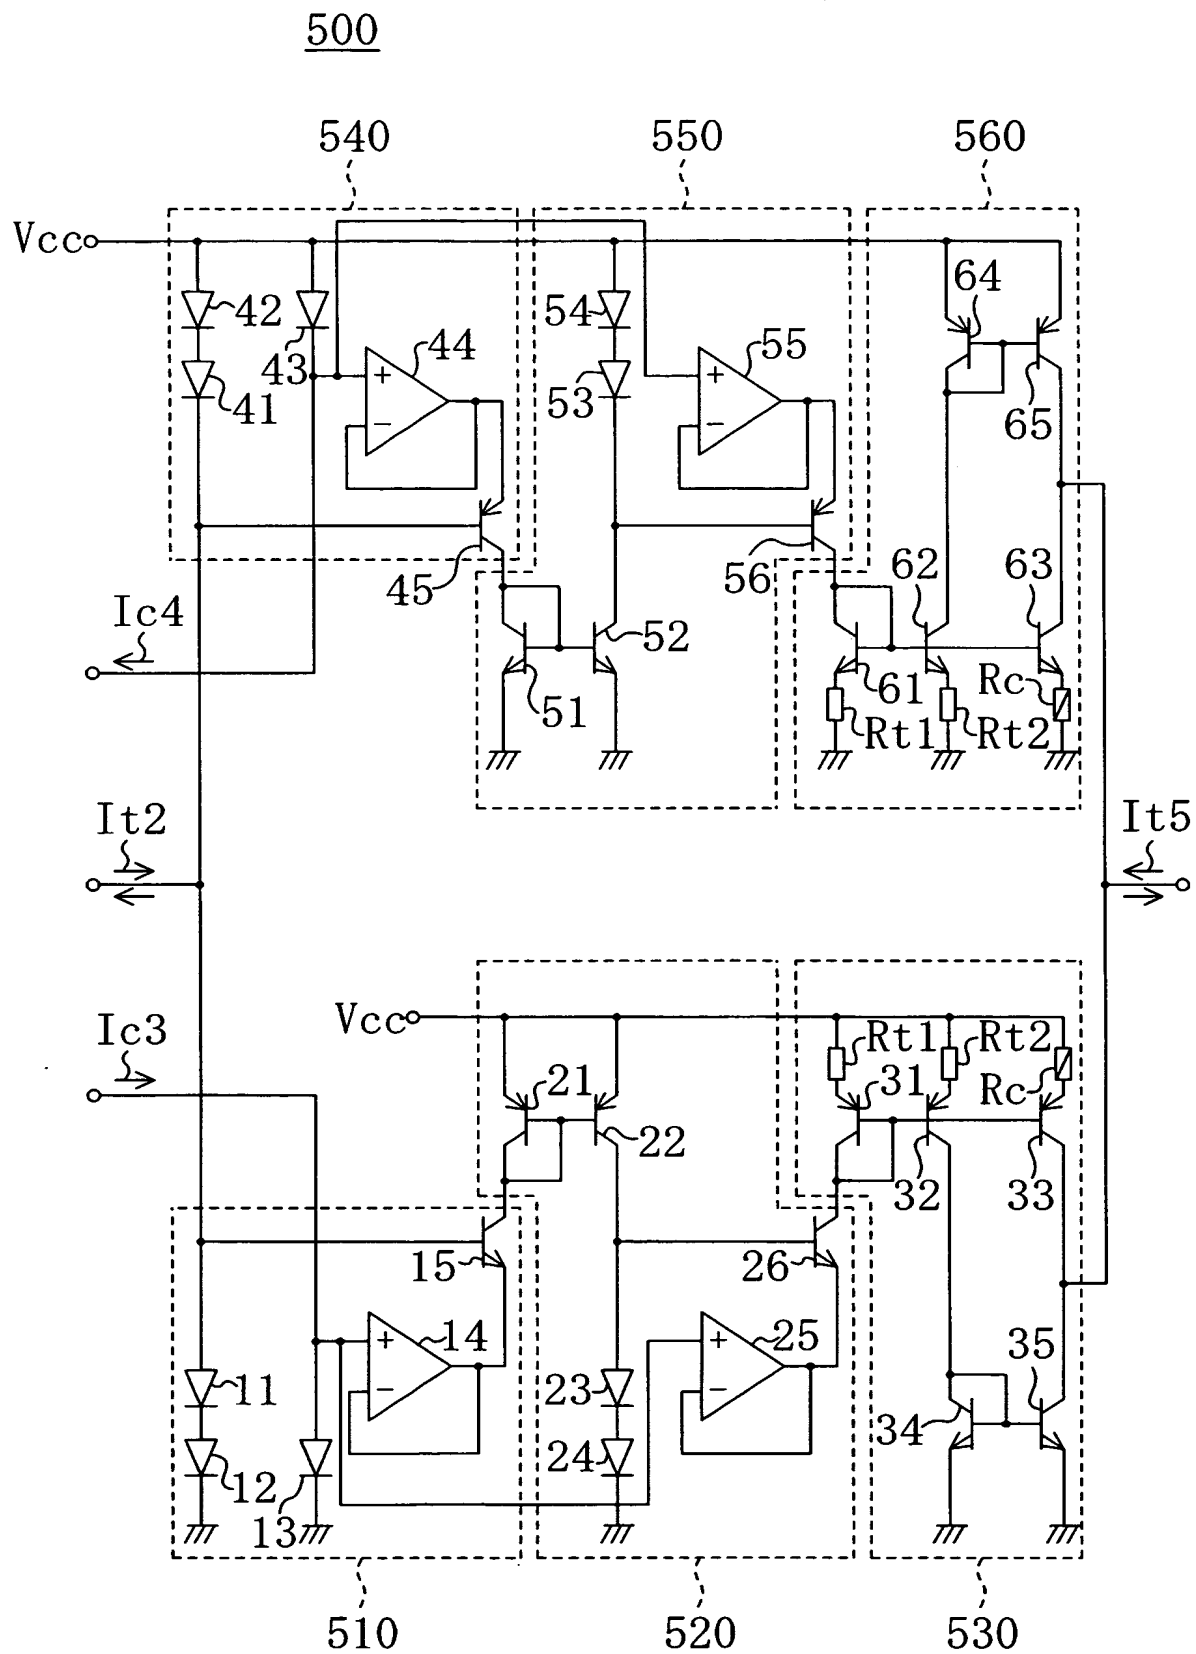 500
540 550 560
Vcc
42 43 44 54 55 64
41 53 65
45 56 62 63
Ic4
52
51 61 Rc
Rt1 Rt2
It2 It5
Ic3 Vcc Rt1 Rt2
21 31 Rc
22 32 33
15 26
+ 14 + 25 35
11 − 23 − 34
12 24
13
510 520 530
+ +
− −